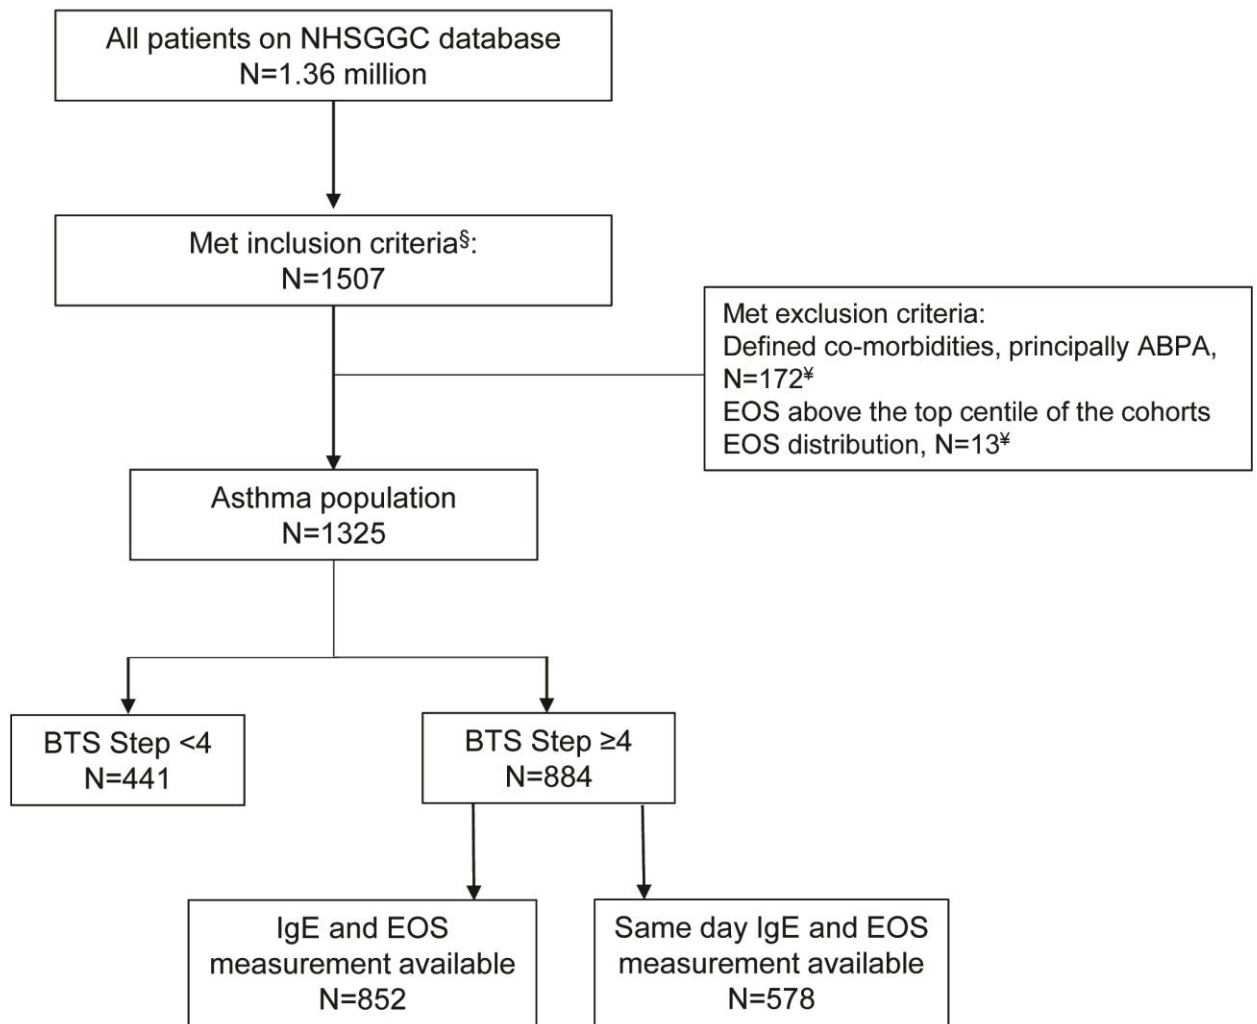 All patients on NHSGGC database
N=1.36 million
Met inclusion criteria§:
N=1507
Met exclusion criteria:
Defined co-morbidities, principally ABPA,
N=172¥
EOS above the top centile of the cohorts
EOS distribution, N=13¥
Asthma population
N=1325
BTS Step <4
N=441
BTS Step ≥4
N=884
IgE and EOS
measurement available
N=852
Same day IgE and EOS
measurement available
N=578